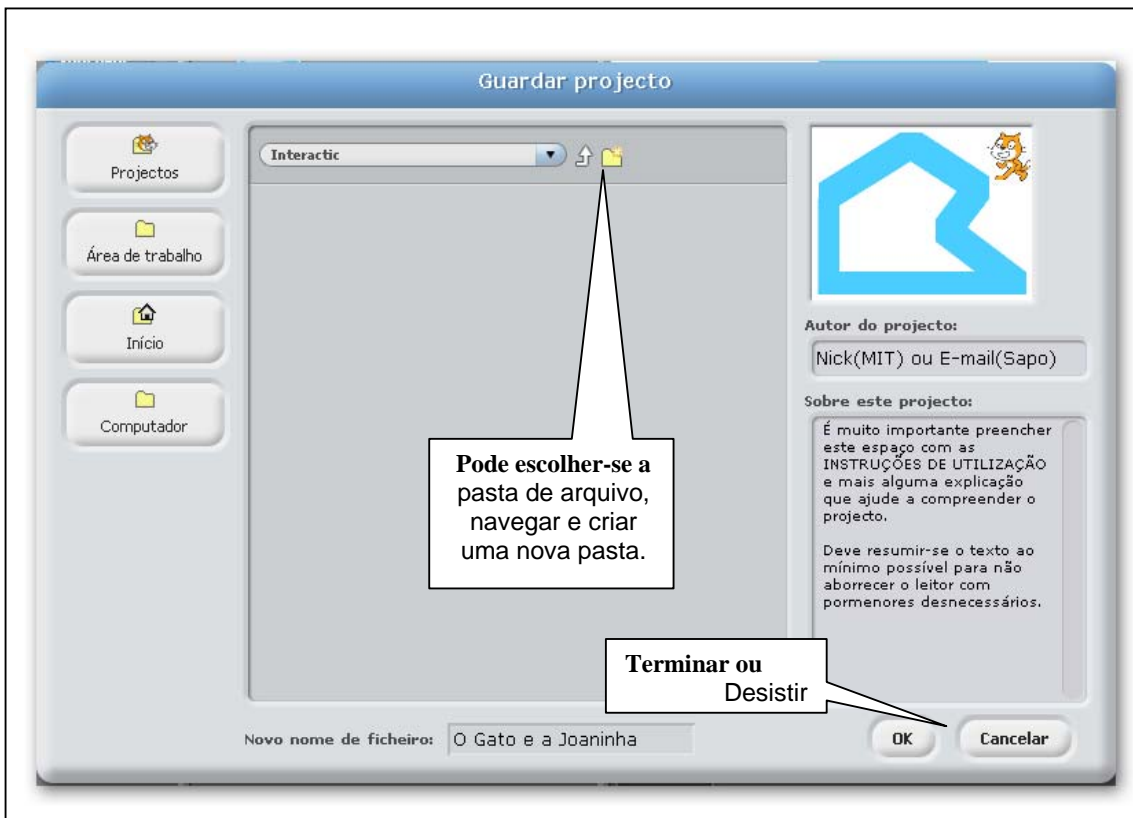 Guardar projecto
Projectos
Área de trabalho
Início
Computador
Interactic
Pode escolher-se a
pasta de arquivo,
navegar e criar
uma nova pasta.
Autor do projecto:
Nick(MIT) ou E-mail(Sapo)
Sobre este projecto:
É muito importante preencher
este espaço com as
INSTRUÇÕES DE UTILIZAÇÃO
e mais alguma explicação
que ajude a compreender o
projecto.
Deve resumir-se o texto ao
mínimo possível para não
aborrecer o leitor com
pormenores desnecessários.
Terminar ou
Desistir
Novo nome de ficheiro: O Gato e a Joaninha
OK Cancelar